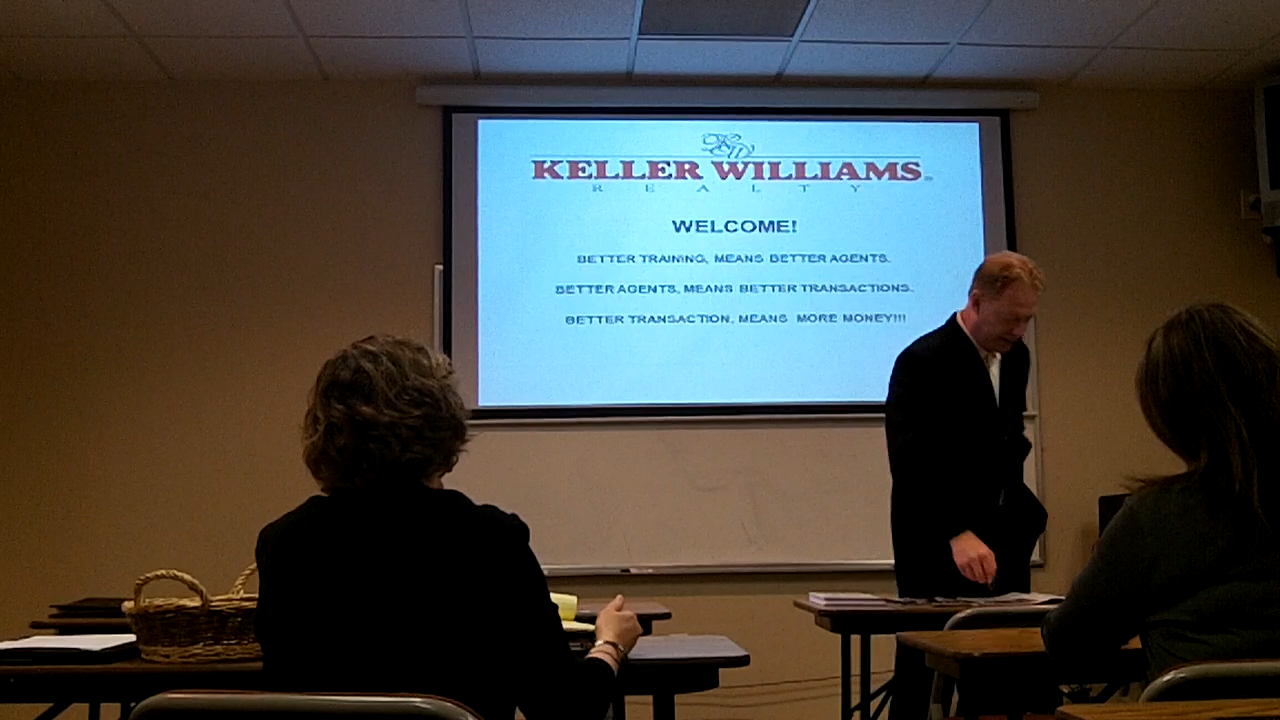 KW
KELLER WILLIAMS
REALTY
WELCOME!
BETTER TRAINING, MEANS BETTER AGENTS.
BETTER AGENTS, MEANS BETTER TRANSACTIONS.
BETTER TRANSACTION, MEANS MORE MONEY!!!